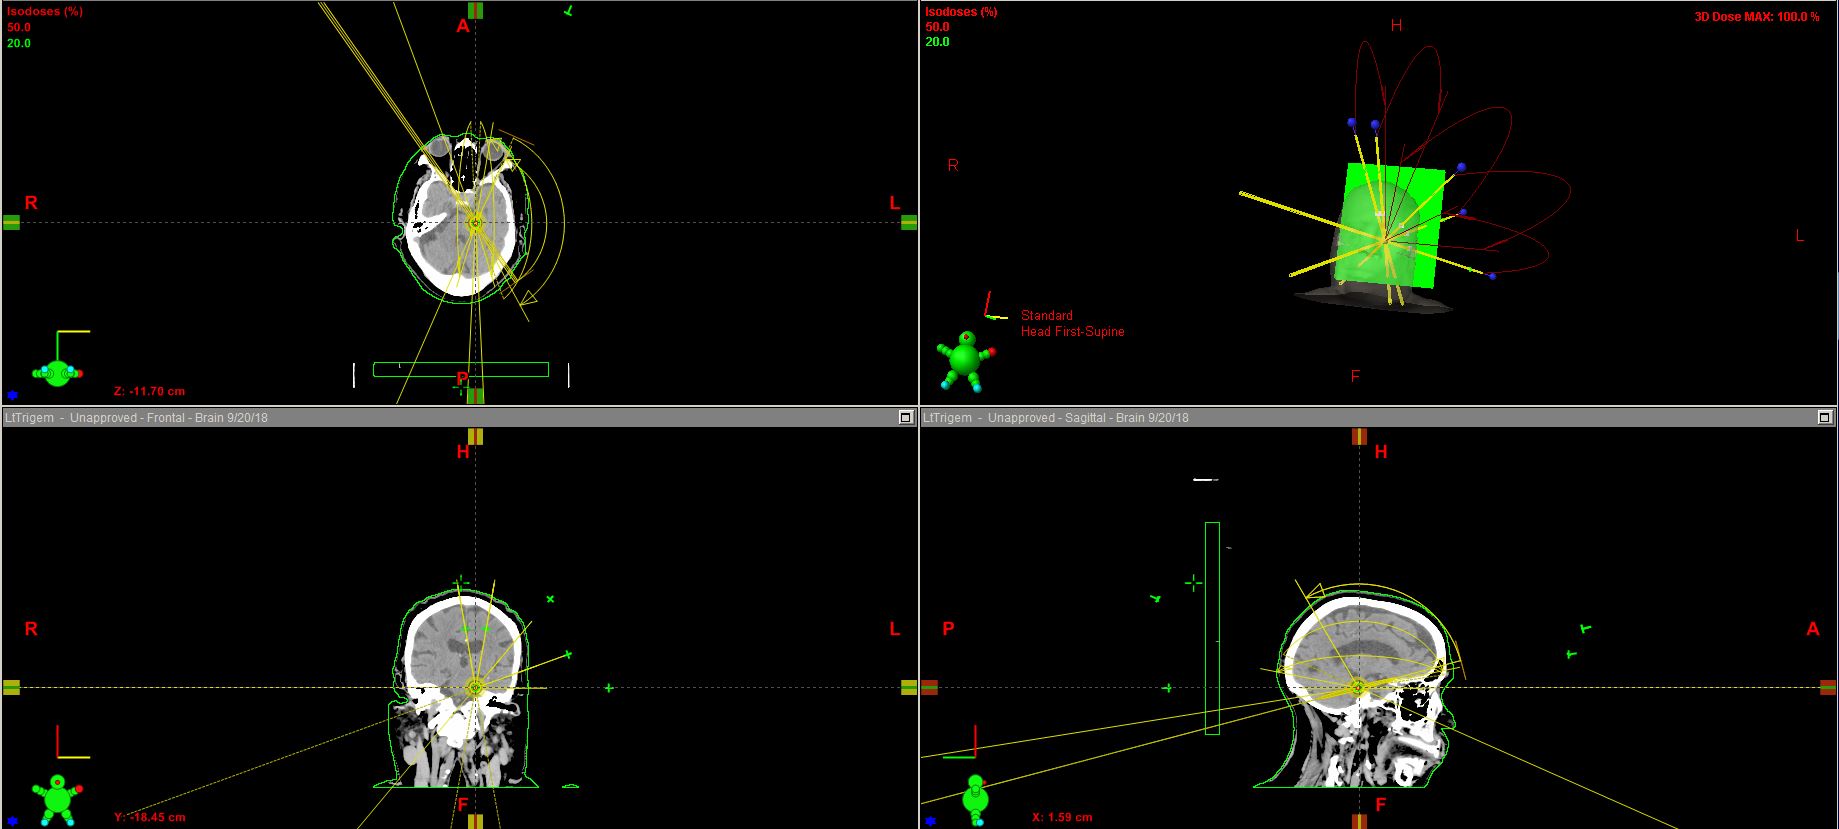 Isodoses (%)
50.0
20.0
A
R
L
P
Z: -11.70 cm
Isodoses (%)
50.0
20.0
3D Dose MAX: 100.0 %
H
R
L
Standard
Head First-Supine
F
LtTrigem - Unapproved - Frontal - Brain 9/20/18
H
R
L
F
Y: -18.45 cm
LtTrigem - Unapproved - Sagittal - Brain 9/20/18
H
P
A
F
X: 1.59 cm